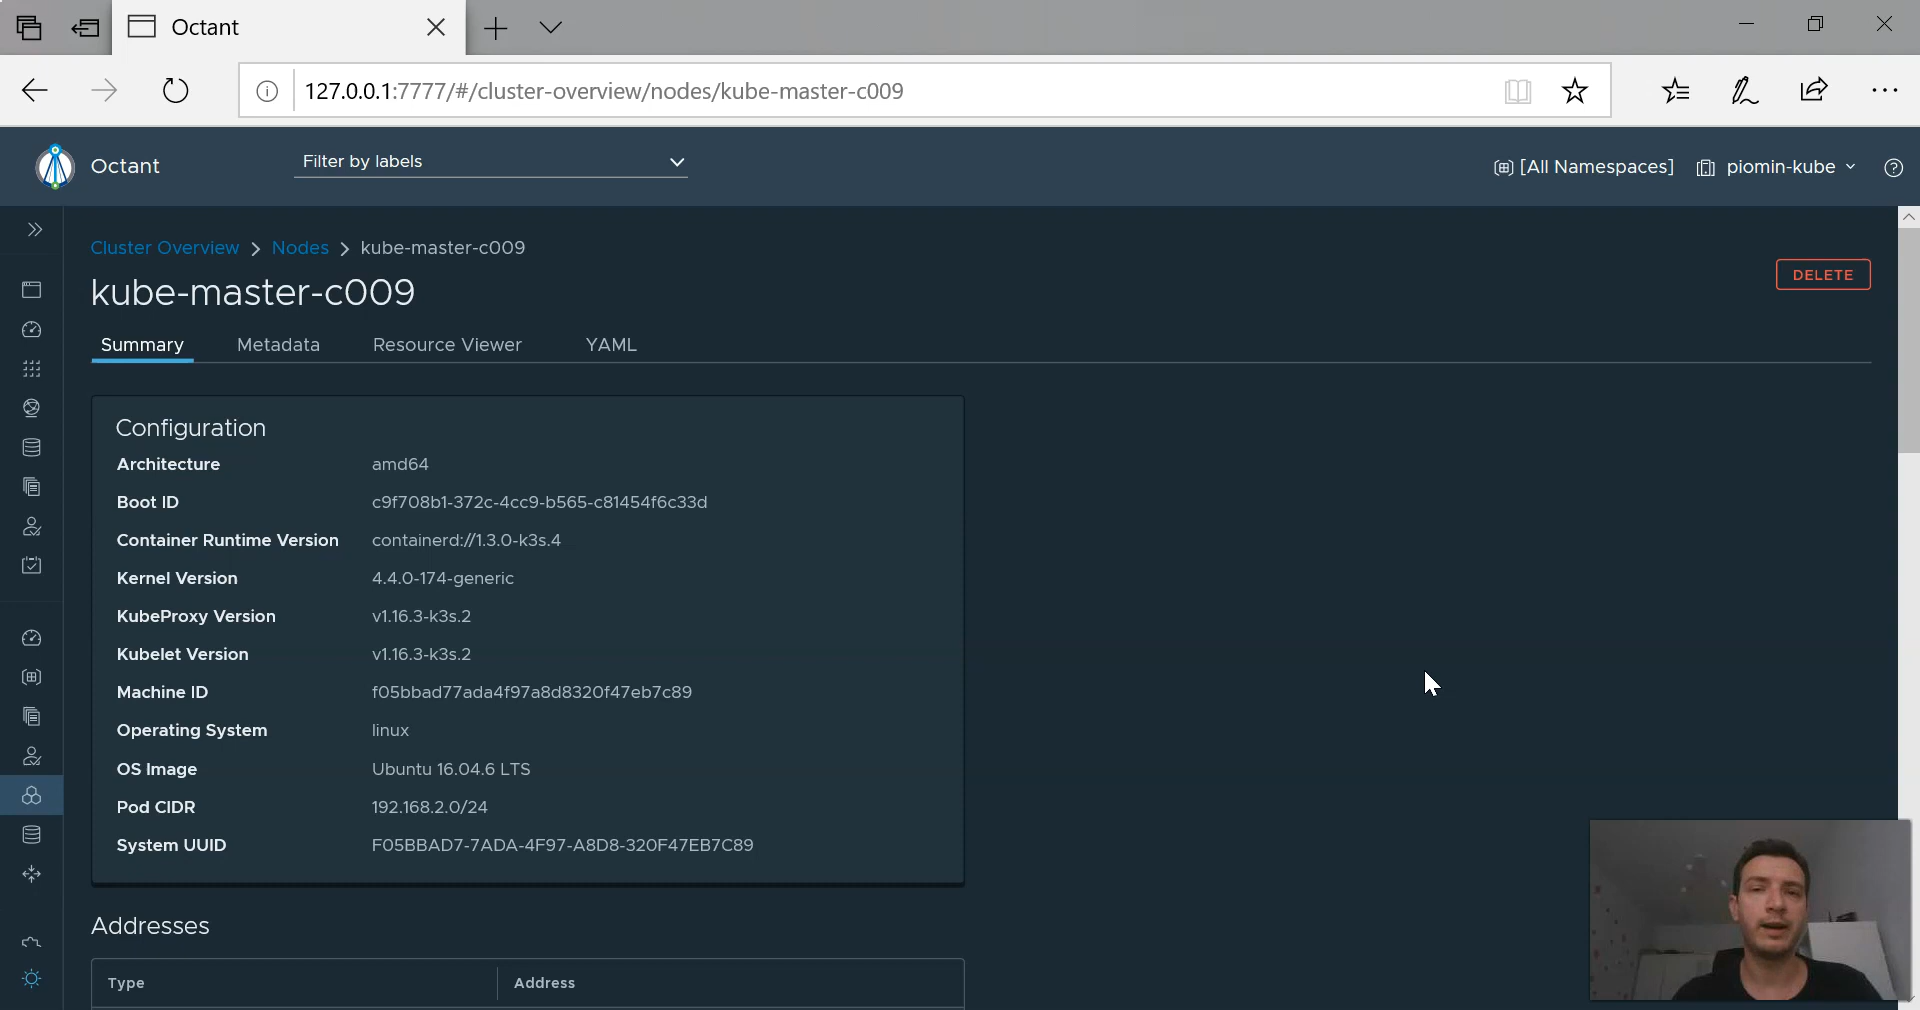 Octant
127.0.0.1:7777/#/cluster-overview/nodes/kube-master-c009
Octant
Filter by labels
[All Namespaces]
piomin-kube
Cluster Overview > Nodes > kube-master-c009
kube-master-c009
DELETE
Summary
Metadata
Resource Viewer
YAML
Configuration
Architecture amd64
Boot ID c9f708b1-372c-4cc9-b565-c81454f6c33d
Container Runtime Version containerd://1.3.0-k3s.4
Kernel Version 4.4.0-174-generic
KubeProxy Version v1.16.3-k3s.2
Kubelet Version v1.16.3-k3s.2
Machine ID f05bbad77ada4f97a8d8320f47eb7c89
Operating System linux
OS Image Ubuntu 16.04.6 LTS
Pod CIDR 192.168.2.0/24
System UUID F05BBAD7-7ADA-4F97-A8D8-320F47EB7C89
Addresses
Type Address